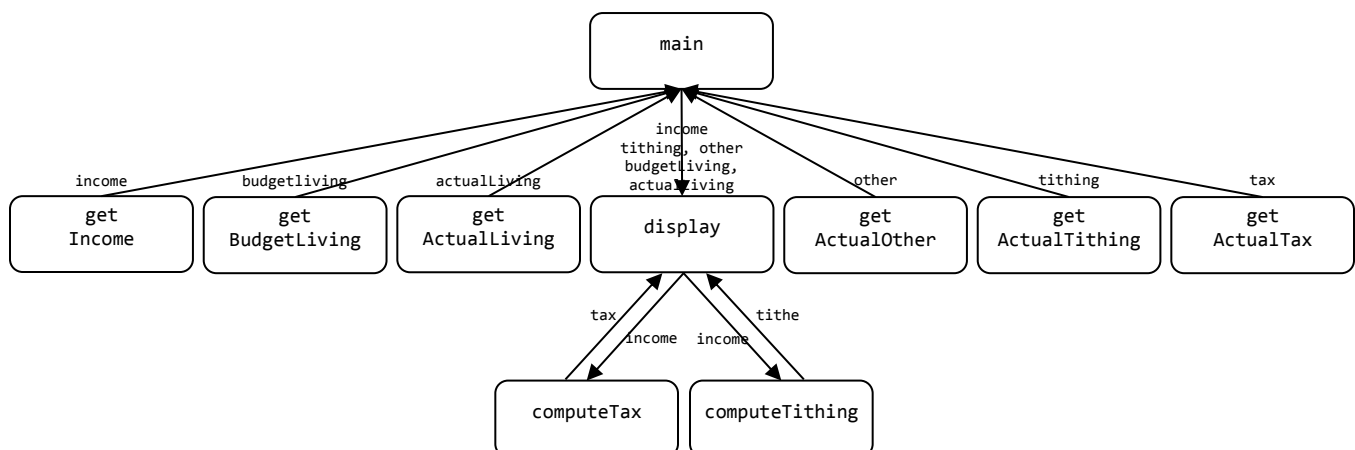 main
income
tithing, other
budgetLiving,
actualLiving
income
budgetliving
actualLiving
other
tithing
tax
get
Income
get
BudgetLiving
get
ActualLiving
display
get
ActualOther
get
ActualTithing
get
ActualTax
tax
income
income
tithe
computeTax
computeTithing